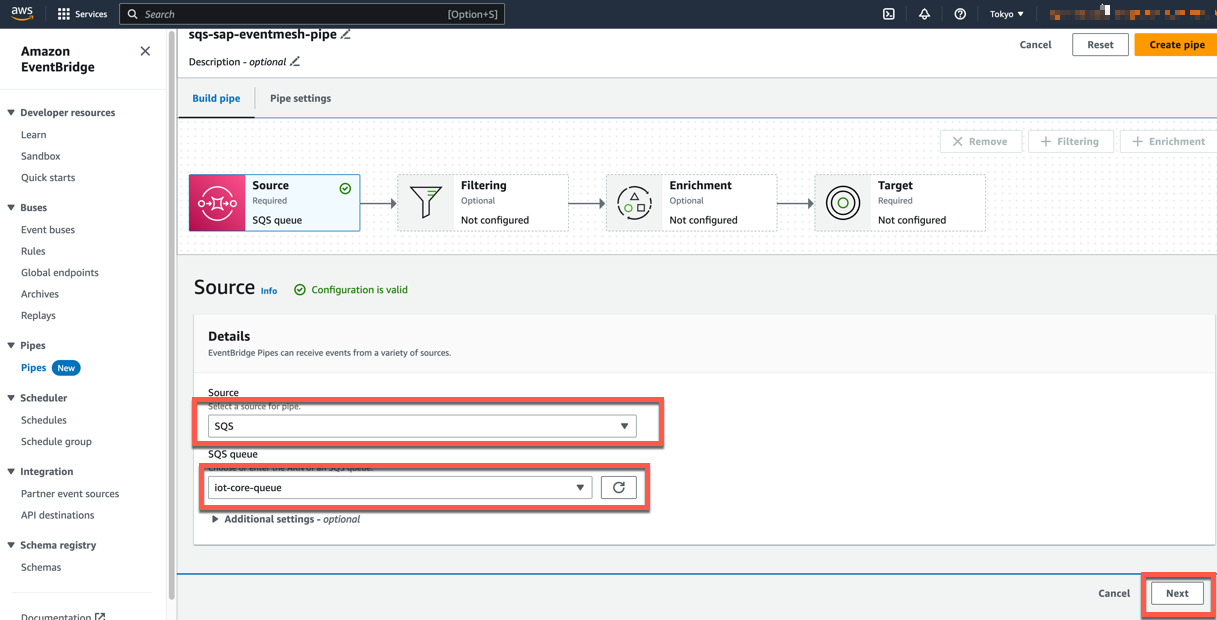 aws
Services
Search
[Option+S]
Tokyo
Amazon
EventBridge
Developer resources
Learn
Sandbox
Quick starts
Buses
Event buses
Rules
Global endpoints
Archives
Replays
Pipes
Pipes New
Scheduler
Schedules
Schedule group
Integration
Partner event sources
API destinations
Schema registry
Schemas
Documentation
sqs-sap-eventmesh-pipe
Description - optional
Cancel
Reset
Create pipe
Build pipe
Pipe settings
Remove
Filtering
Enrichment
Source
Required
SQS queue
Filtering
Optional
Not configured
Enrichment
Optional
Not configured
Target
Required
Not configured
Source Info
Configuration is valid
Details
EventBridge Pipes can receive events from a variety of sources.
Source
Select a source for pipe.
SQS
SQS queue
Choose or enter the ARN of an SQS queue.
iot-core-queue
Additional settings - optional
Cancel
Next